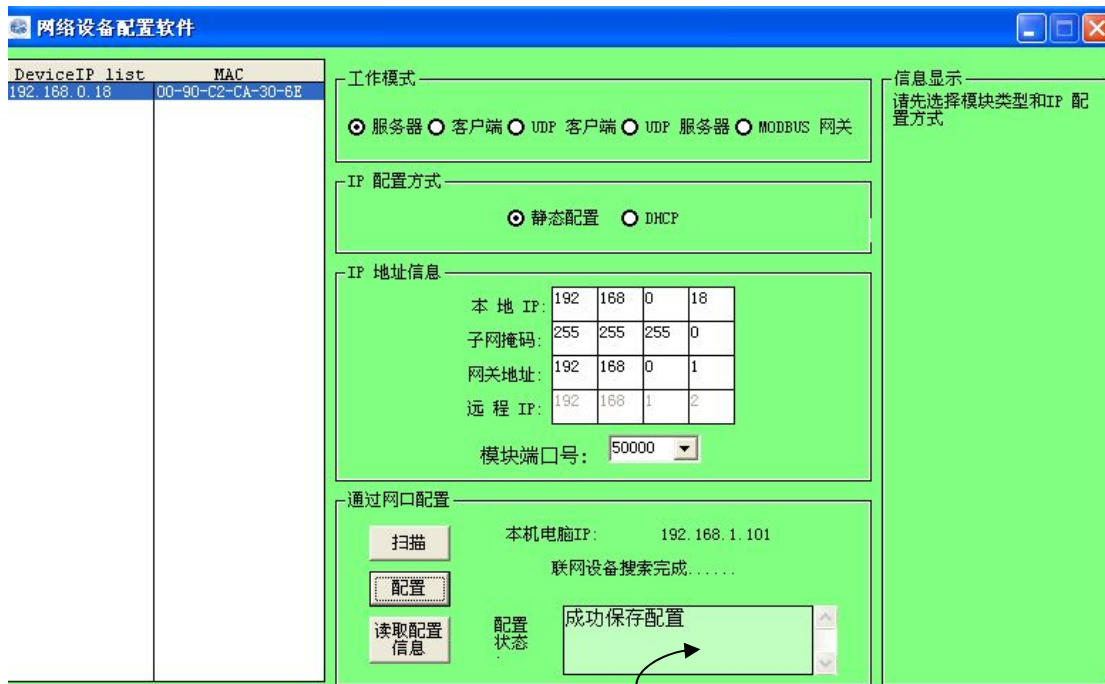 网络设备配置软件
DeviceIP list MAC
192.168.0.18 00-90-C2-CA-30-6E
工作模式
服务器 客户端 UDP 客户端 UDP 服务器 MODBUS 网关
IP 配置方式
静态配置 DHCP
IP 地址信息
本 地 IP: 192 168 0 18
子网掩码: 255 255 255 0
网关地址: 192 168 0 1
远 程 IP: 192 168 1 2
模块端口号: 50000
通过网口配置
扫描
本机电脑IP: 192.168.1.101
联网设备搜索完成......
配置
读取配置
信息
配置
状态
:
成功保存配置
信息显示
请先选择模块类型和IP 配
置方式